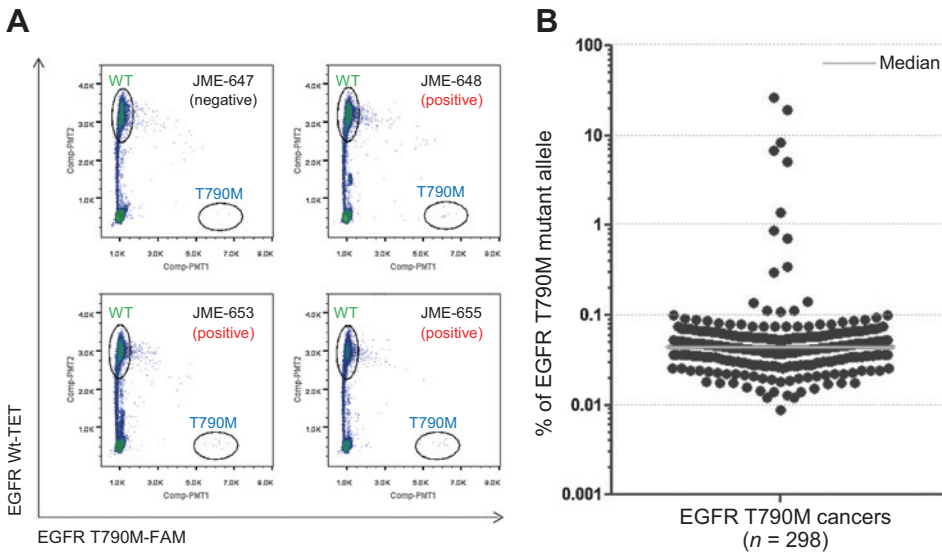 A
EGFR Wt-TET
EGFR T790M-FAM
WT
JME-647
(negative)
T790M
4.0K
3.0K
2.0K
1.0K
Comp-PMT2
1.0K 3.0K 5.0K 7.0K 9.0K
Comp-PMT1
WT
JME-648
(positive)
T790M
4.0K
3.0K
2.0K
1.0K
Comp-PMT2
1.0K 3.0K 5.0K 7.0K 9.0K
Comp-PMT1
WT
JME-653
(positive)
T790M
4.0K
3.0K
2.0K
1.0K
Comp-PMT2
1.0K 3.0K 5.0K 7.0K 9.0K
Comp-PMT1
WT
JME-655
(positive)
T790M
4.0K
3.0K
2.0K
1.0K
Comp-PMT2
1.0K 3.0K 5.0K 7.0K 9.0K
Comp-PMT1
B
% of EGFR T790M mutant allele
100
10
1
0.1
0.01
0.001
Median
EGFR T790M cancers
(n = 298)